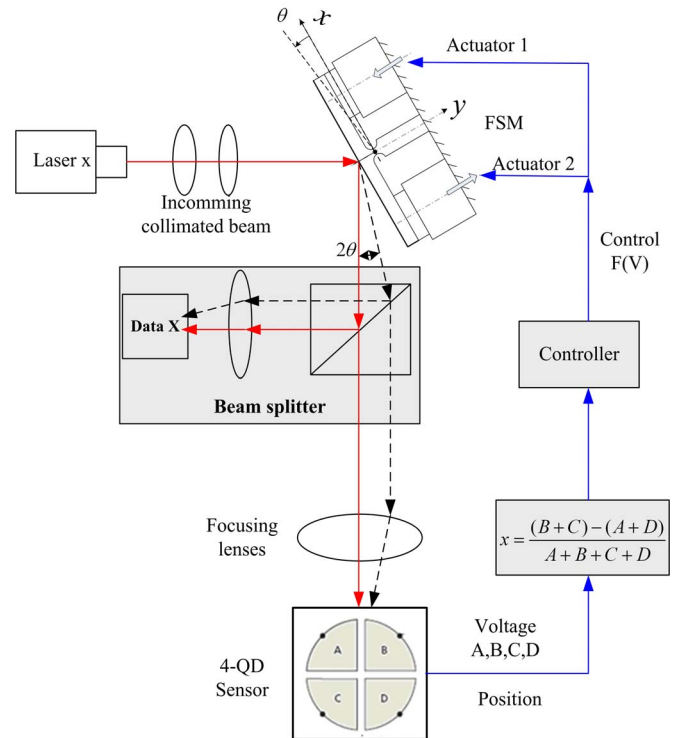 θ
x
Actuator 1
y
FSM
Laser x
Actuator 2
Incomming
collimated beam
2θ
Control
F(V)
Data X
Controller
Beam splitter
Focusing
lenses
x = (B+C)−(A+D) / A+B+C+D
4-QD
Sensor
A B
C D
Voltage
A,B,C,D
Position